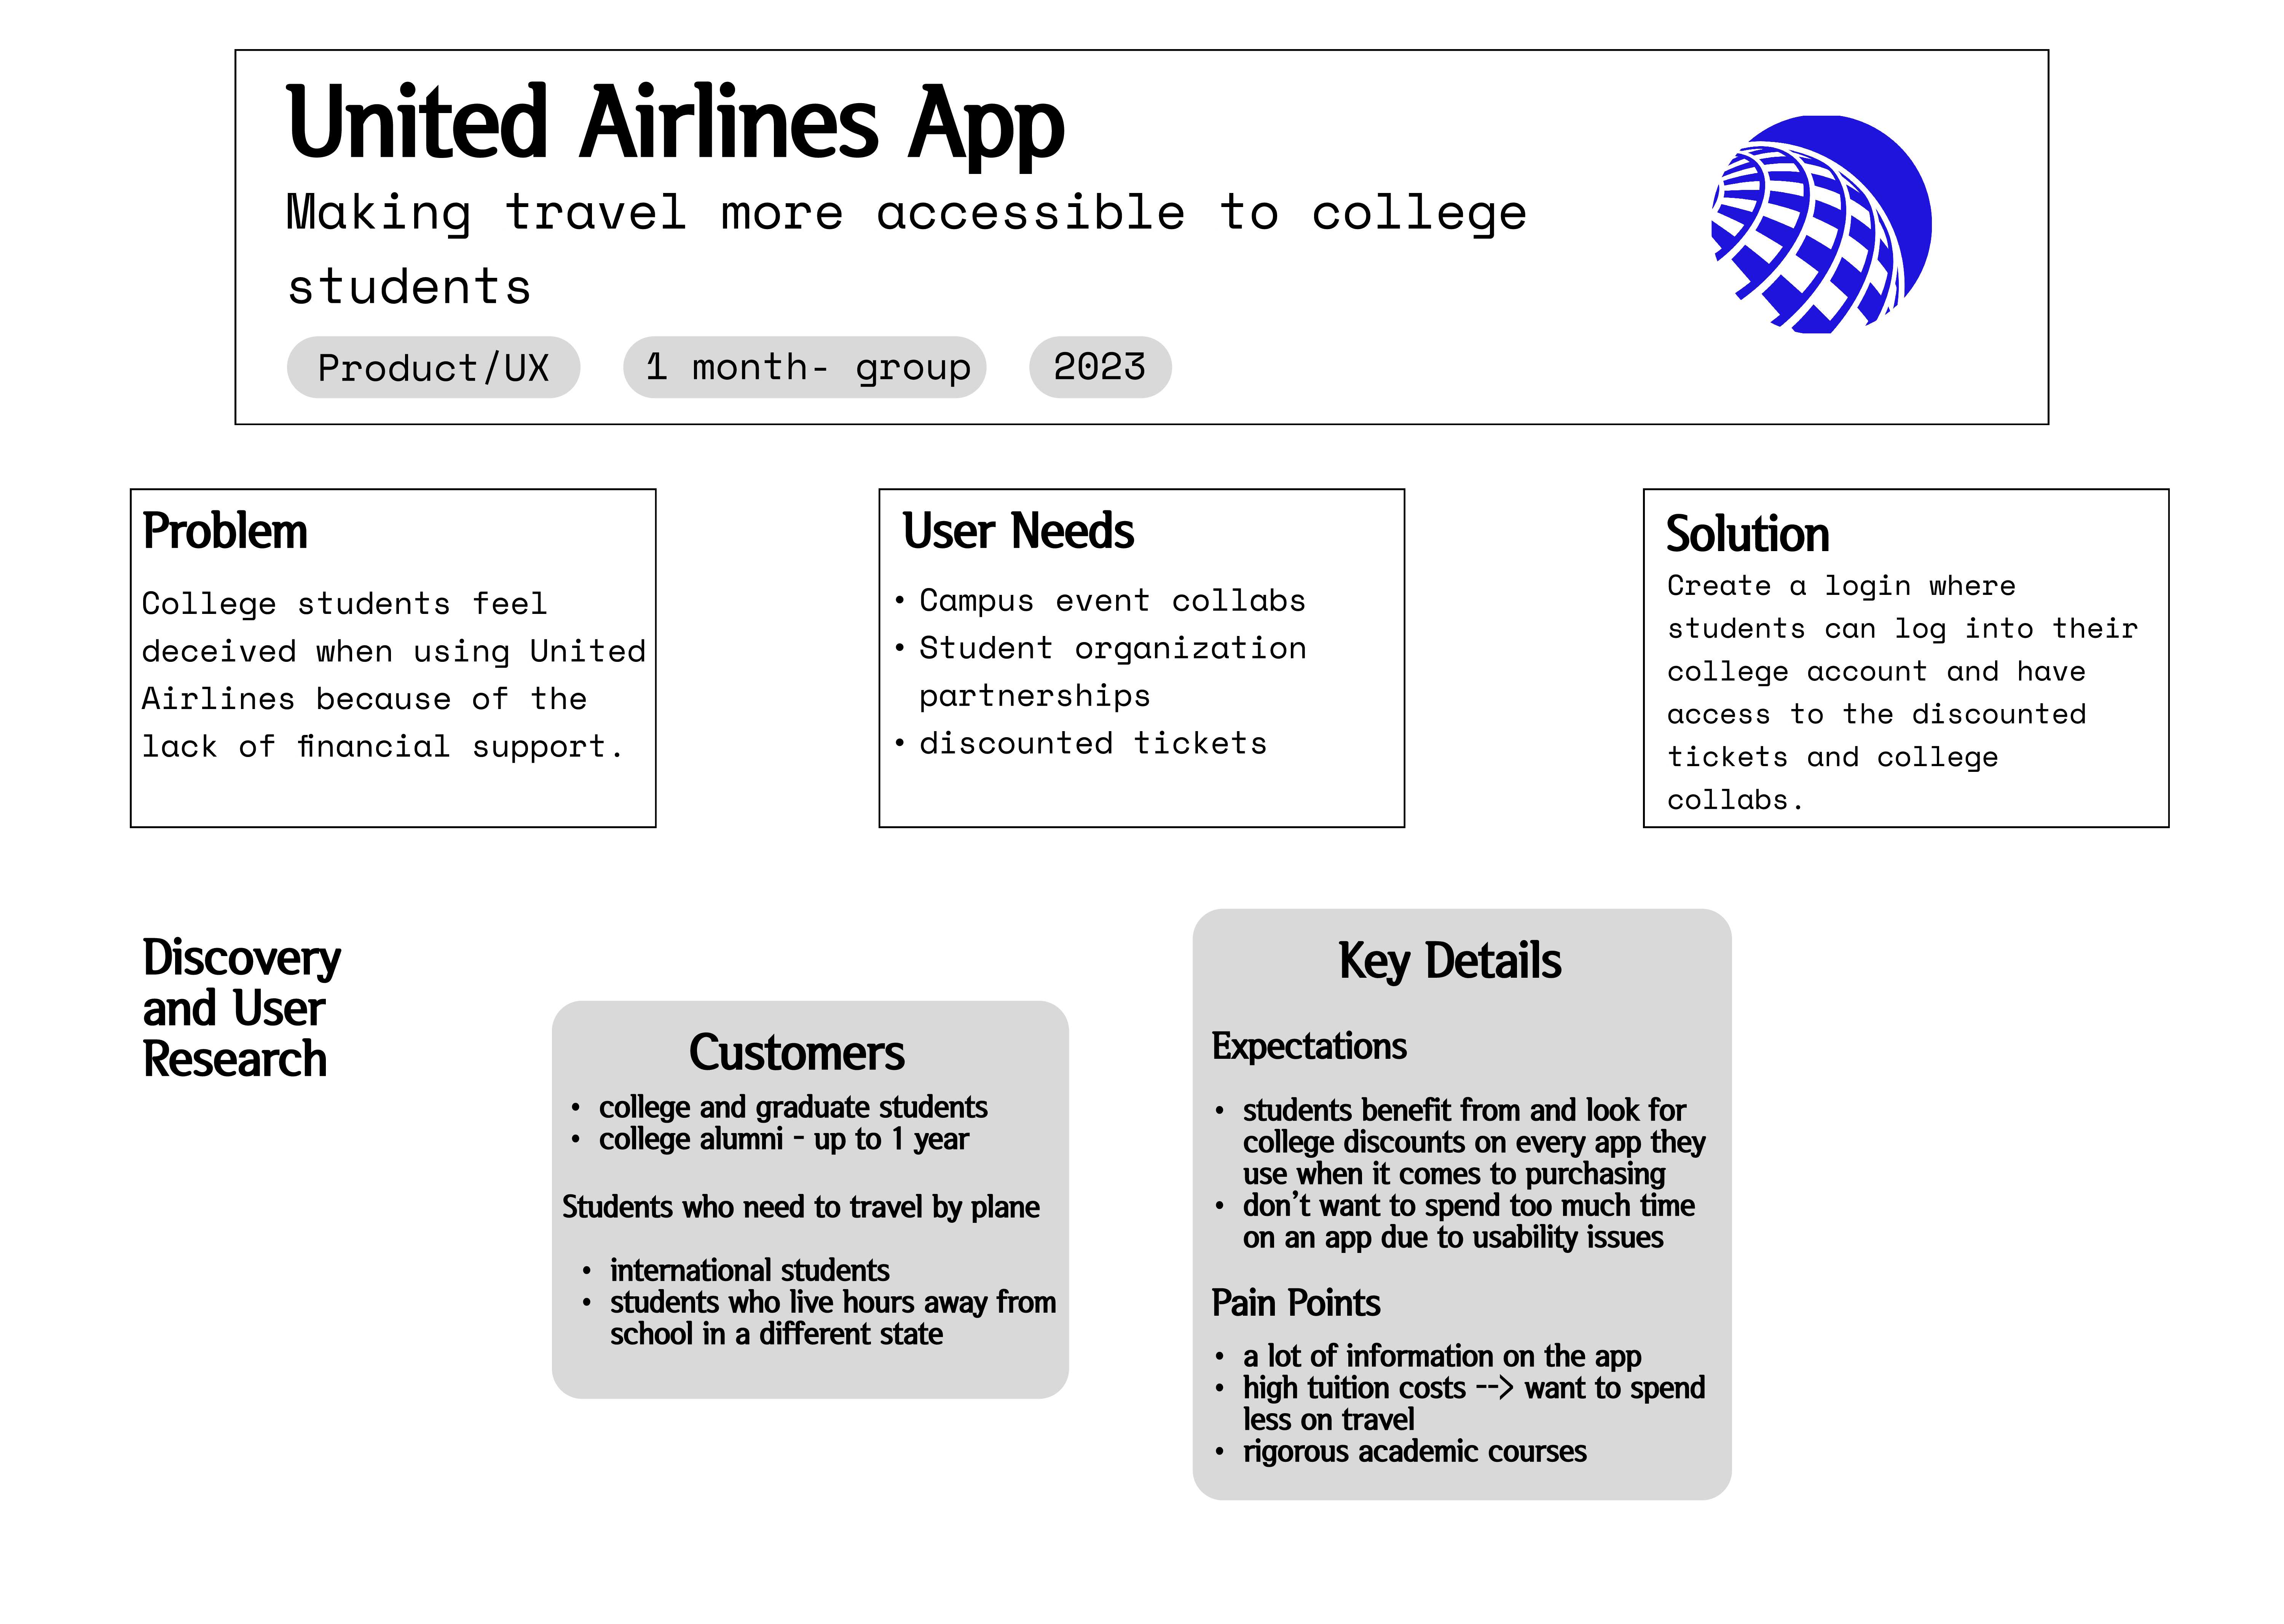 United Airlines App
Making travel more accessible to college
students
Product/UX
1 month- group
2023
Problem
College students feel
deceived when using United
Airlines because of the
lack of financial support.
User Needs
• Campus event collabs
• Student organization
partnerships
• discounted tickets
Solution
Create a login where
students can log into their
college account and have
access to the discounted
tickets and college
collabs.
Discovery
and User
Research
Customers
• college and graduate students
• college alumni - up to 1 year
Students who need to travel by plane
• international students
• students who live hours away from
school in a different state
Key Details
Expectations
• students benefit from and look for
college discounts on every app they
use when it comes to purchasing
• don't want to spend too much time
on an app due to usability issues
Pain Points
• a lot of information on the app
• high tuition costs --> want to spend
less on travel
• rigorous academic courses